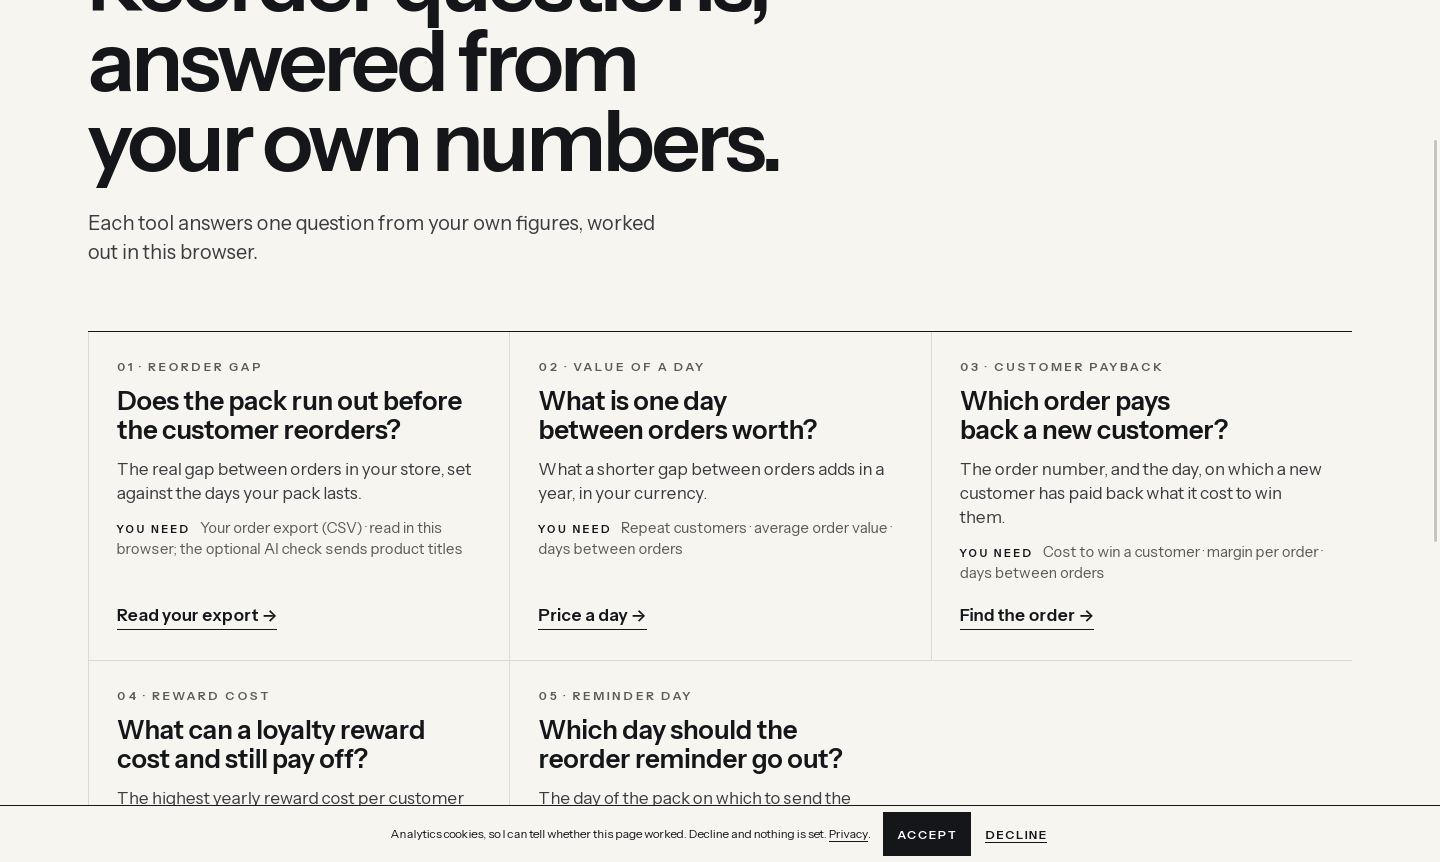 Reorder questions,
answered from
your own numbers.
Each tool answers one question from your own figures, worked
out in this browser.
01 · REORDER GAP
Does the pack run out before
the customer reorders?
The real gap between orders in your store, set
against the days your pack lasts.
YOU NEED Your order export (CSV) · read in this
browser; the optional AI check sends product titles
Read your export →
02 · VALUE OF A DAY
What is one day
between orders worth?
What a shorter gap between orders adds in a
year, in your currency.
YOU NEED Repeat customers · average order value ·
days between orders
Price a day →
03 · CUSTOMER PAYBACK
Which order pays
back a new customer?
The order number, and the day, on which a new
customer has paid back what it cost to win
them.
YOU NEED Cost to win a customer · margin per order ·
days between orders
Find the order →
04 · REWARD COST
What can a loyalty reward
cost and still pay off?
The highest yearly reward cost per customer
05 · REMINDER DAY
Which day should the
reorder reminder go out?
The day of the pack on which to send the
Analytics cookies, so I can tell whether this page worked. Decline and nothing is set. Privacy.
ACCEPT
DECLINE